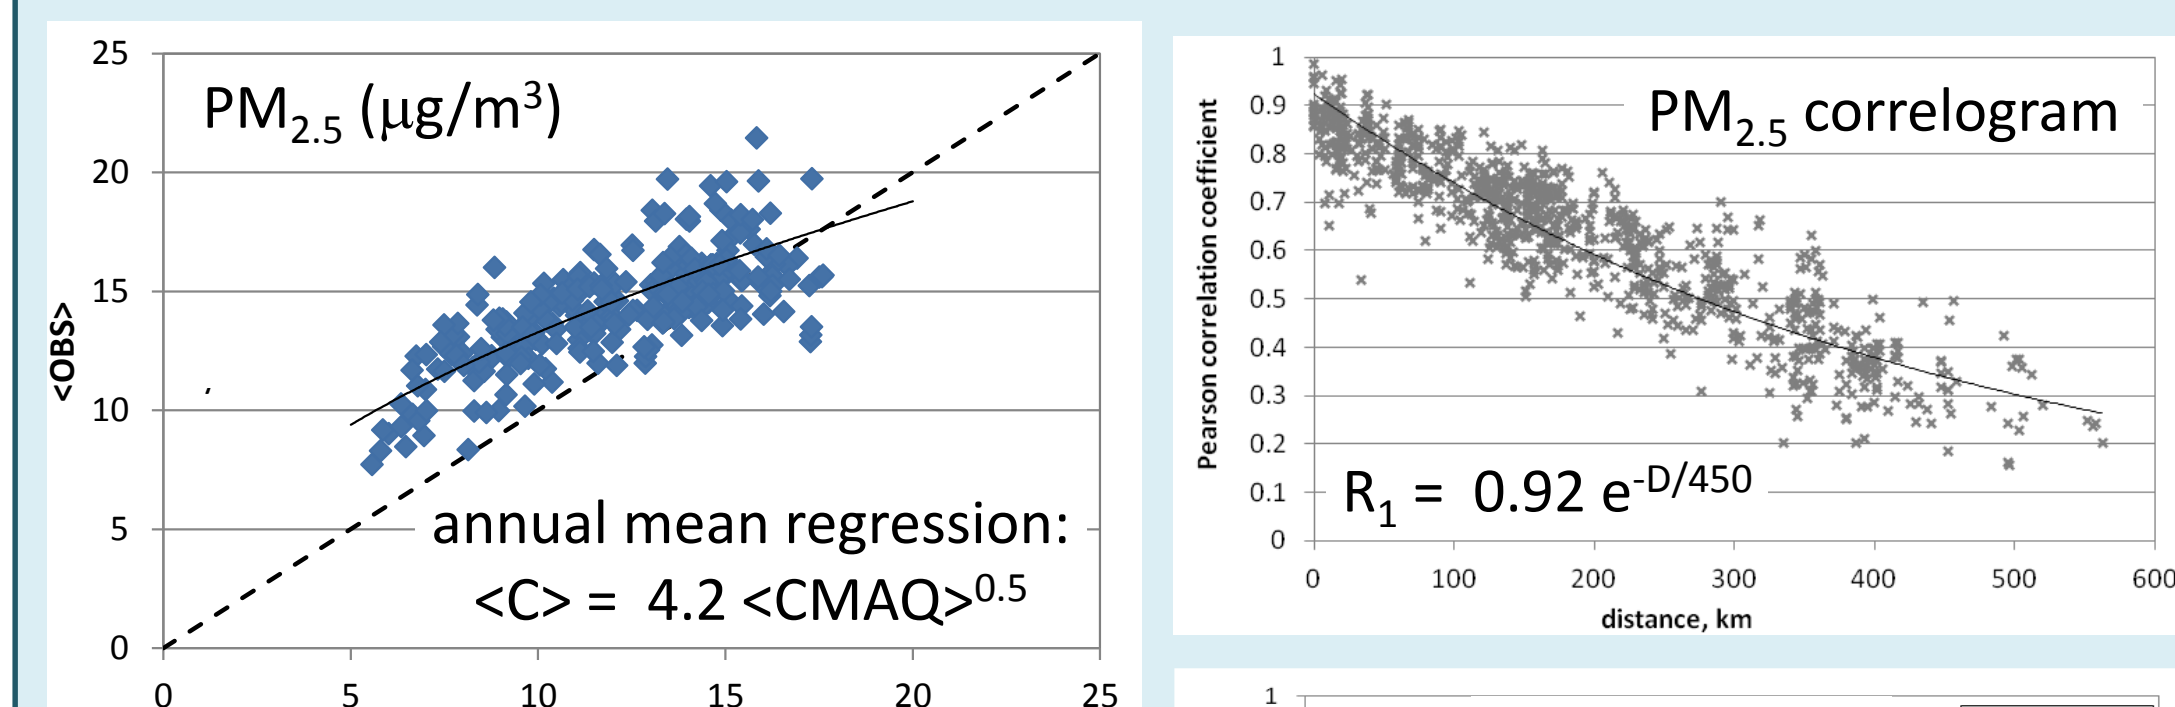 25
20
15
10
5
0
<OBS>
PM2.5 (μg/m3)
annual mean regression:
<C> = 4.2 <CMAQ>0.5
0 5 10 15 20 25
1
0.9
0.8
0.7
0.6
0.5
0.4
0.3
0.2
0.1
0
Pearson correlation coefficient
PM2.5 correlogram
R1 = 0.92 e-D/450
0 100 200 300 400 500 600
distance, km
1